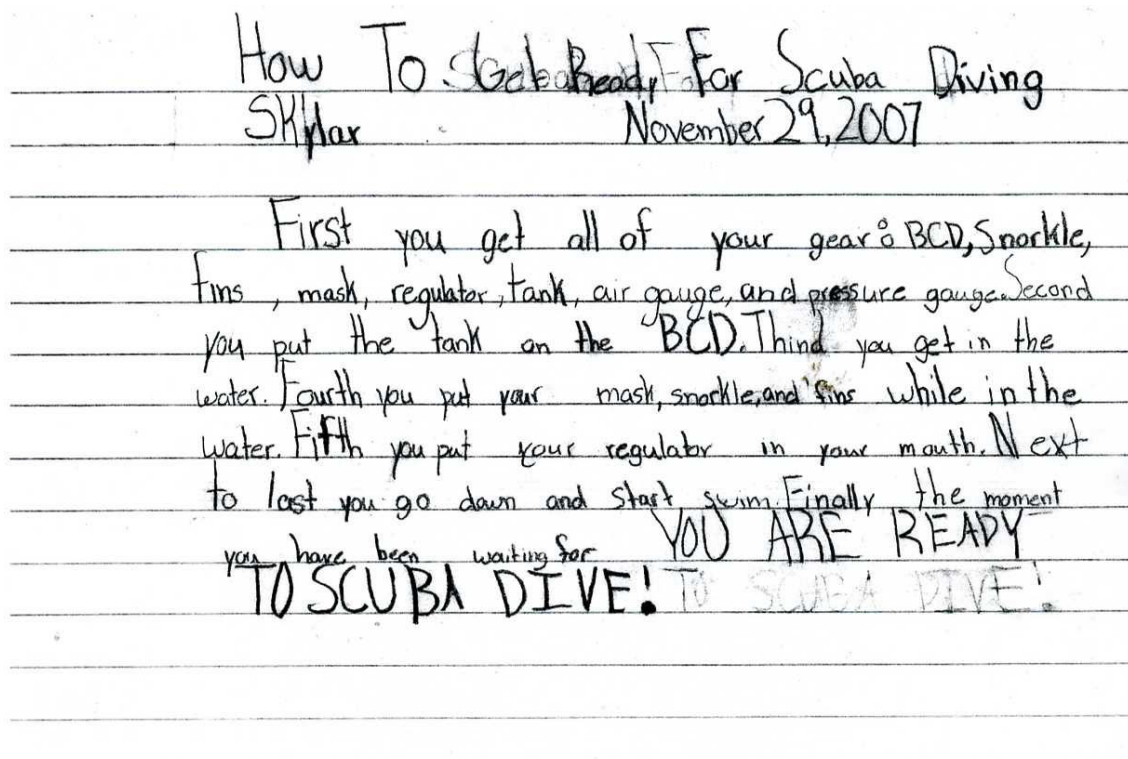 How To Get Ready For Scuba Diving
SKylar November 29, 2007
First you get all of your gear: BCD, Snorkle,
fins, mask, regulator, tank, air gauge, and pressure gauge. Second
you put the tank on the BCD. Third you get in the
water. Fourth you put your mask, snorkle, and fins while in the
water. Fifth you put your regulator in your mouth. Next
to last you go down and start swim. Finally the moment
you have been waiting for YOU ARE READY
TO SCUBA DIVE! TO SCUBA DIVE!